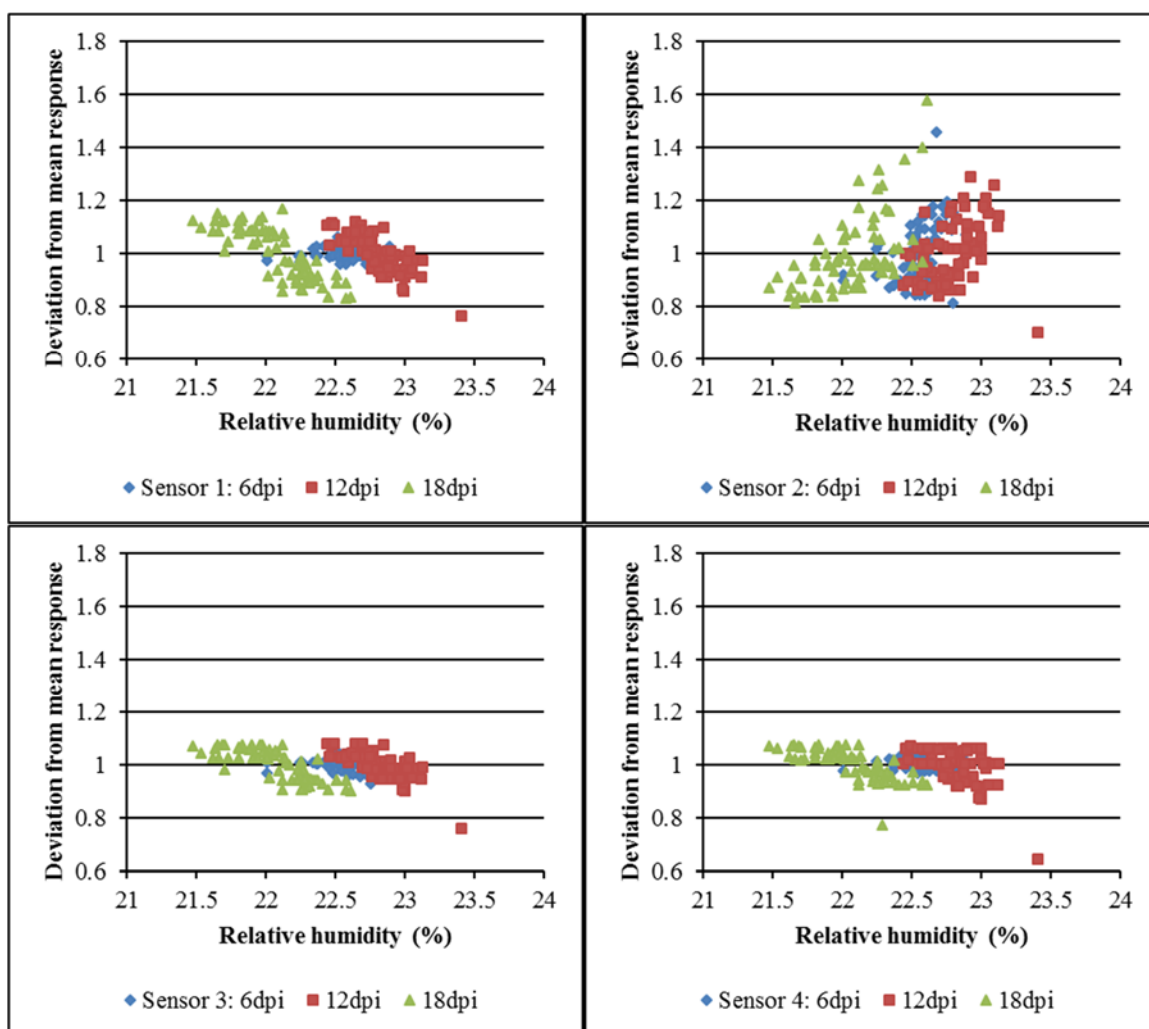 Deviation from mean response
1.8
1.6
1.4
1.2
1
0.8
0.6
21 21.5 22 22.5 23 23.5 24
Relative humidity (%)
Sensor 1: 6dpi 12dpi 18dpi
Deviation from mean response
1.8
1.6
1.4
1.2
1
0.8
0.6
21 21.5 22 22.5 23 23.5 24
Relative humidity (%)
Sensor 2: 6dpi 12dpi 18dpi
Deviation from mean response
1.8
1.6
1.4
1.2
1
0.8
0.6
21 21.5 22 22.5 23 23.5 24
Relative humidity (%)
Sensor 3: 6dpi 12dpi 18dpi
Deviation from mean response
1.8
1.6
1.4
1.2
1
0.8
0.6
21 21.5 22 22.5 23 23.5 24
Relative humidity (%)
Sensor 4: 6dpi 12dpi 18dpi